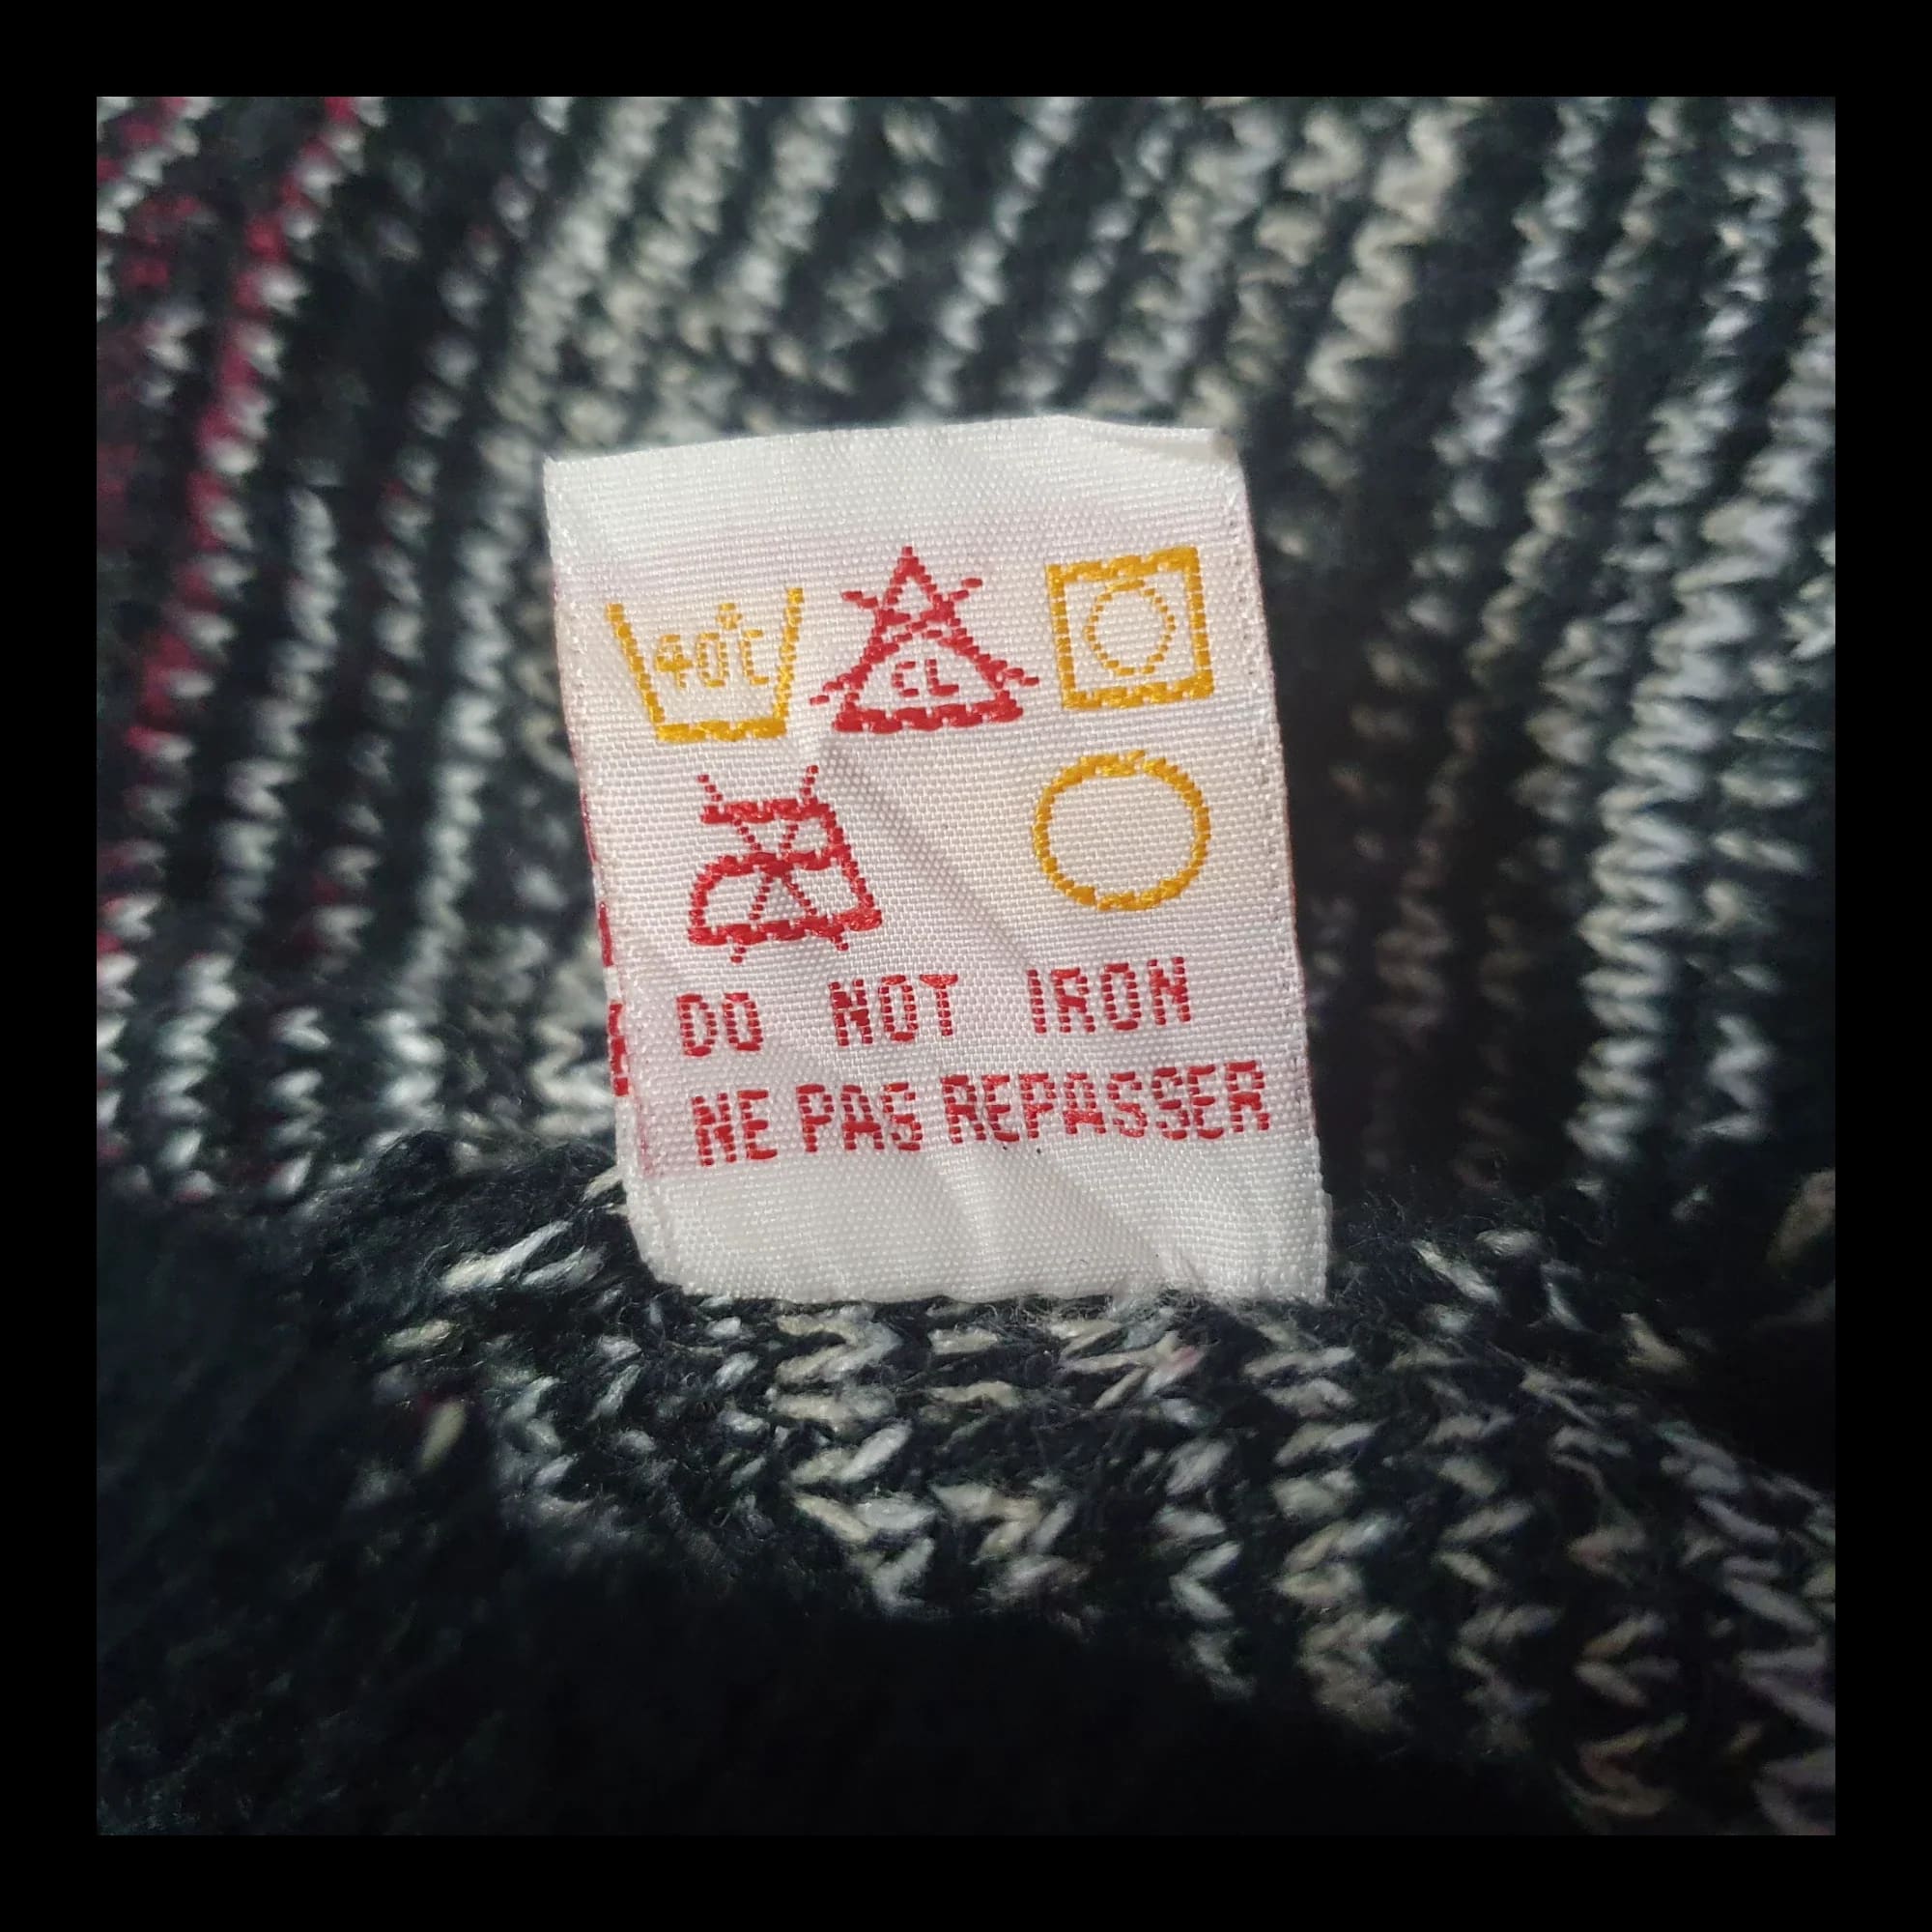 40°C CL
DO NOT IRON
NE PAS REPASSER